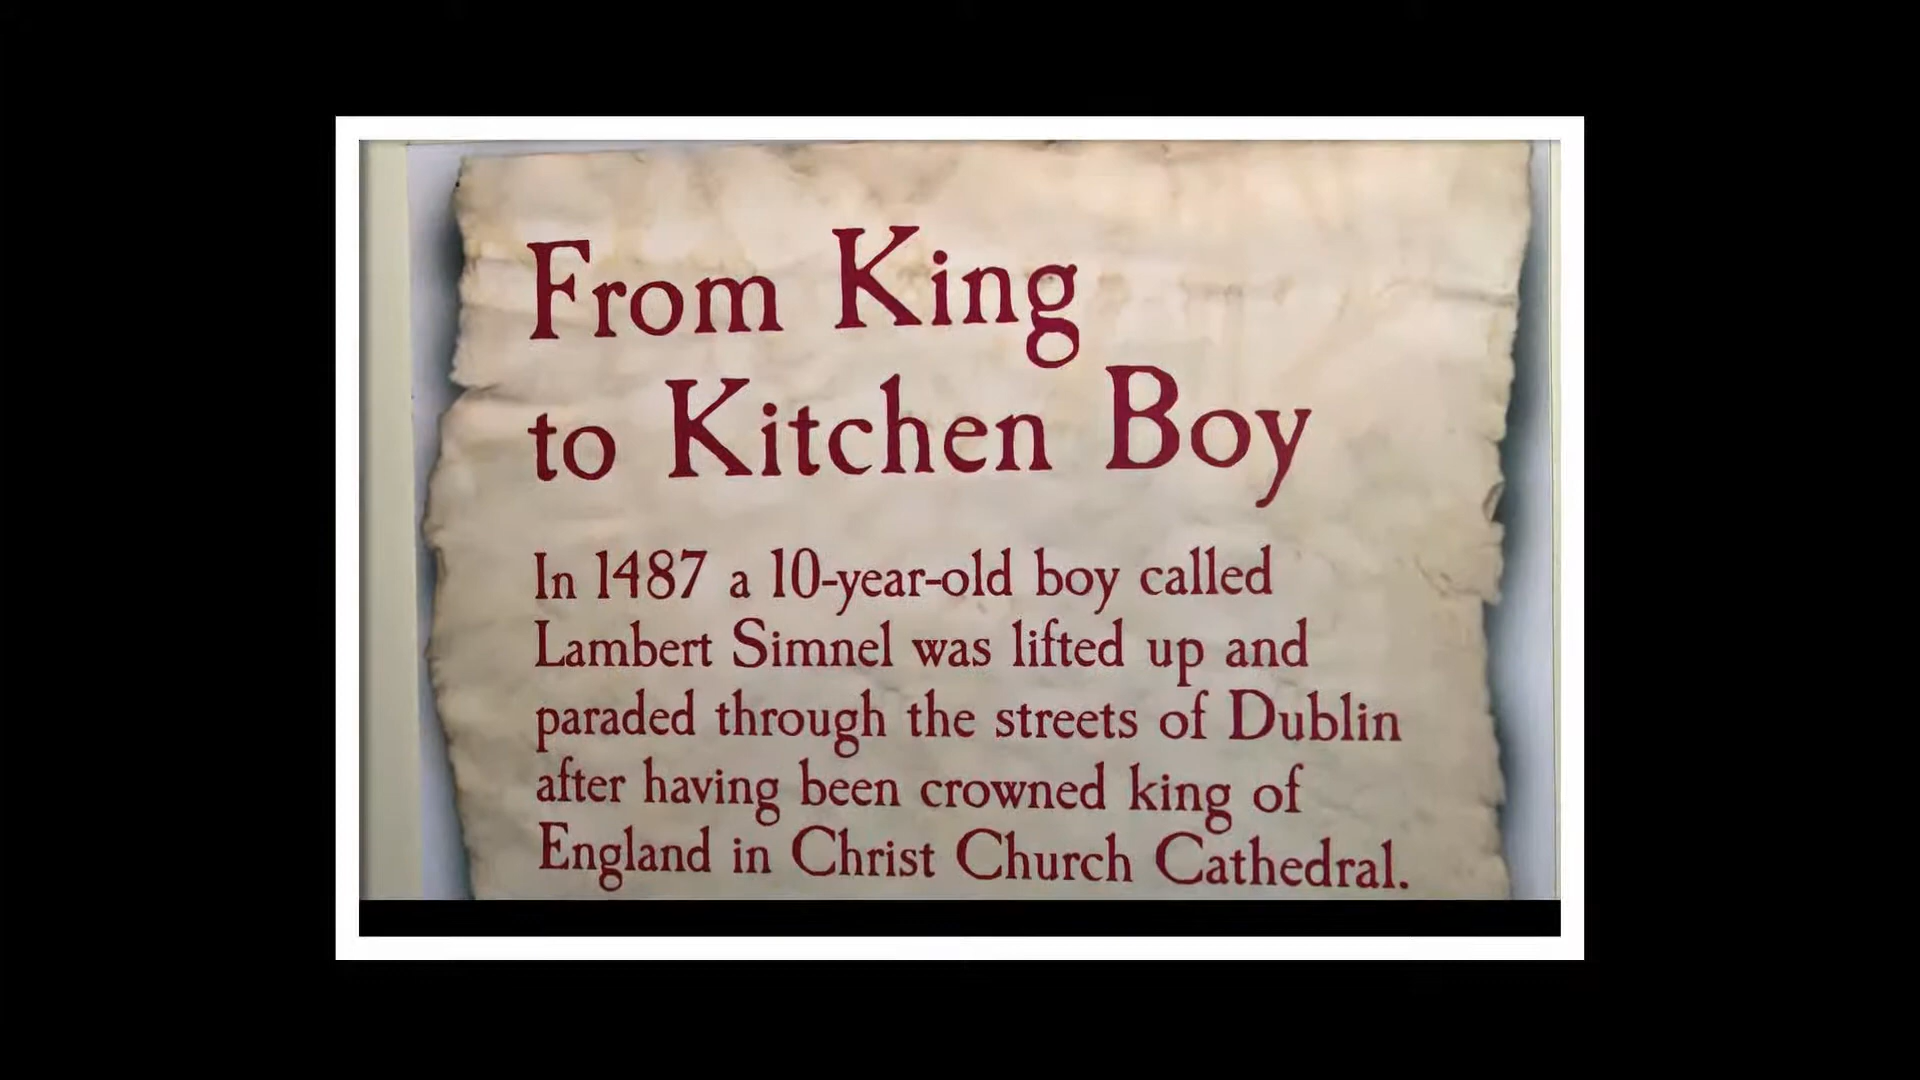 From King
to Kitchen Boy
In 1487 a 10-year-old boy called
Lambert Simnel was lifted up and
paraded through the streets of Dublin
after having been crowned king of
England in Christ Church Cathedral.